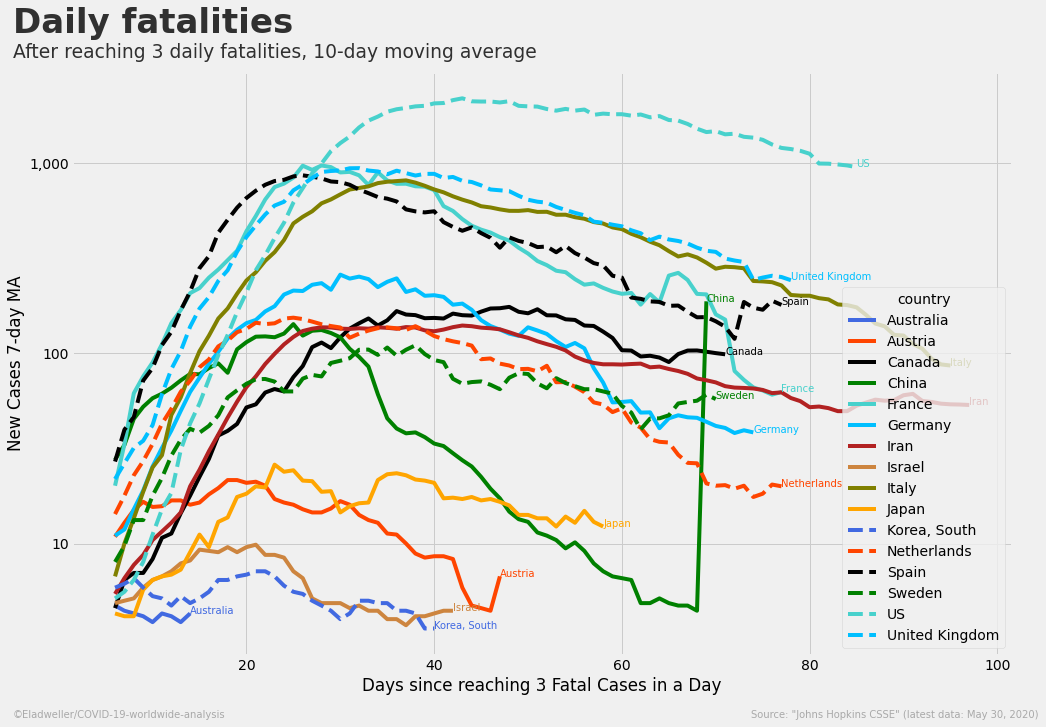 Daily fatalities
After reaching 3 daily fatalities, 10-day moving average
New Cases 7-day MA
1,000
100
10
20
40
60
80
100
Days since reaching 3 Fatal Cases in a Day
US
United Kingdom
China
Spain
Canada
Italy
France
Iran
Sweden
Germany
Netherlands
Japan
Austria
Israel
Australia
Korea, South
country
Australia
Austria
Canada
China
France
Germany
Iran
Israel
Italy
Japan
Korea, South
Netherlands
Spain
Sweden
US
United Kingdom
©Eladweller/COVID-19-worldwide-analysis
Source: "Johns Hopkins CSSE" (latest data: May 30, 2020)